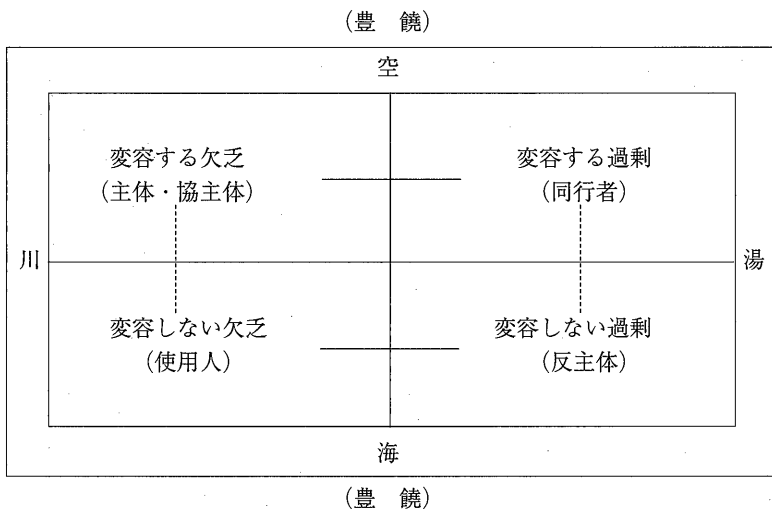 （豊　饒）
空
変容する欠乏
（主体・協主体）
変容する過剰
（同行者）
川
湯
変容しない欠乏
（使用人）
変容しない過剰
（反主体）
海
（豊　饒）